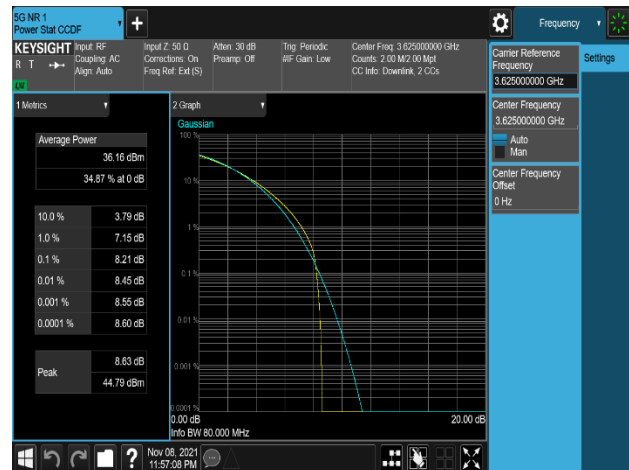 5G NR 1
Power Stat CCDF
Frequency
KEYSIGHT
R T
Input: RF
Coupling: AC
Align: Auto
Input Z: 50 Ω
Corrections: On
Freq Ref: Ext (S)
Atten: 30 dB
Preamp: Off
Trig: Periodic
#IF Gain: Low
Center Freq: 3.625000000 GHz
Counts: 2.00 M/2.00 Mpt
CC Info: Downlink, 2 CCs
Carrier Reference
Frequency
3.625000000 GHz
Settings
Center Frequency
3.625000000 GHz
Auto
Man
Center Frequency
Offset
0 Hz
1 Metrics
Average Power
36.16 dBm
34.87 % at 0 dB
10.0 % 3.79 dB
1.0 % 7.15 dB
0.1 % 8.21 dB
0.01 % 8.45 dB
0.001 % 8.55 dB
0.0001 % 8.60 dB
Peak
8.63 dB
44.79 dBm
2 Graph
Gaussian
100 %
10 %
1 %
0.1 %
0.01 %
0.001 %
0.0001 %
0.00 dB
20.00 dB
Info BW 80.000 MHz
?
Nov 08, 2021
11:57:08 PM